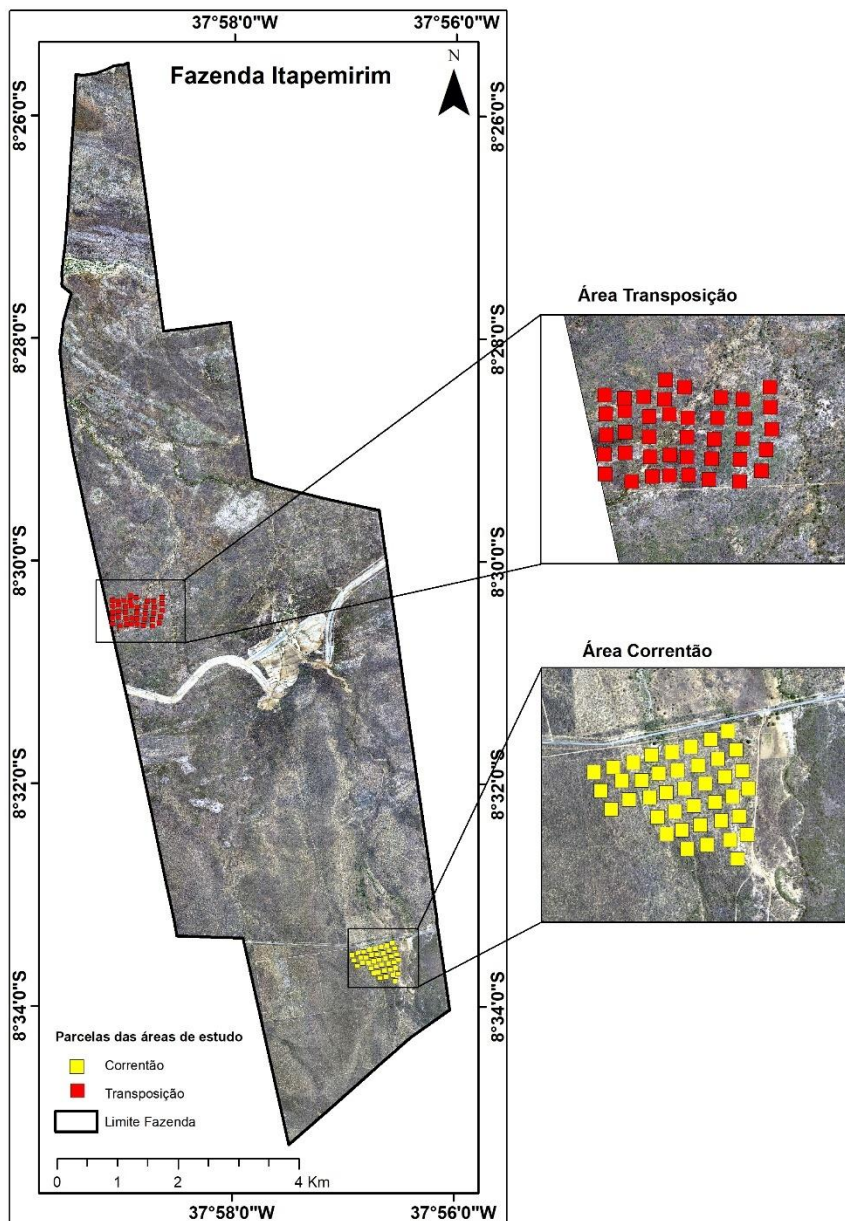 37°58'0"W 37°56'0"W
Fazenda Itapemirim
N
8°26'0"S 8°26'0"S
8°28'0"S 8°28'0"S
Área Transposição
8°30'0"S 8°30'0"S
Área Correntão
8°32'0"S 8°32'0"S
8°34'0"S 8°34'0"S
Parcelas das áreas de estudo
Correntão
Transposição
Limite Fazenda
0 1 2 4 Km
37°58'0"W 37°56'0"W